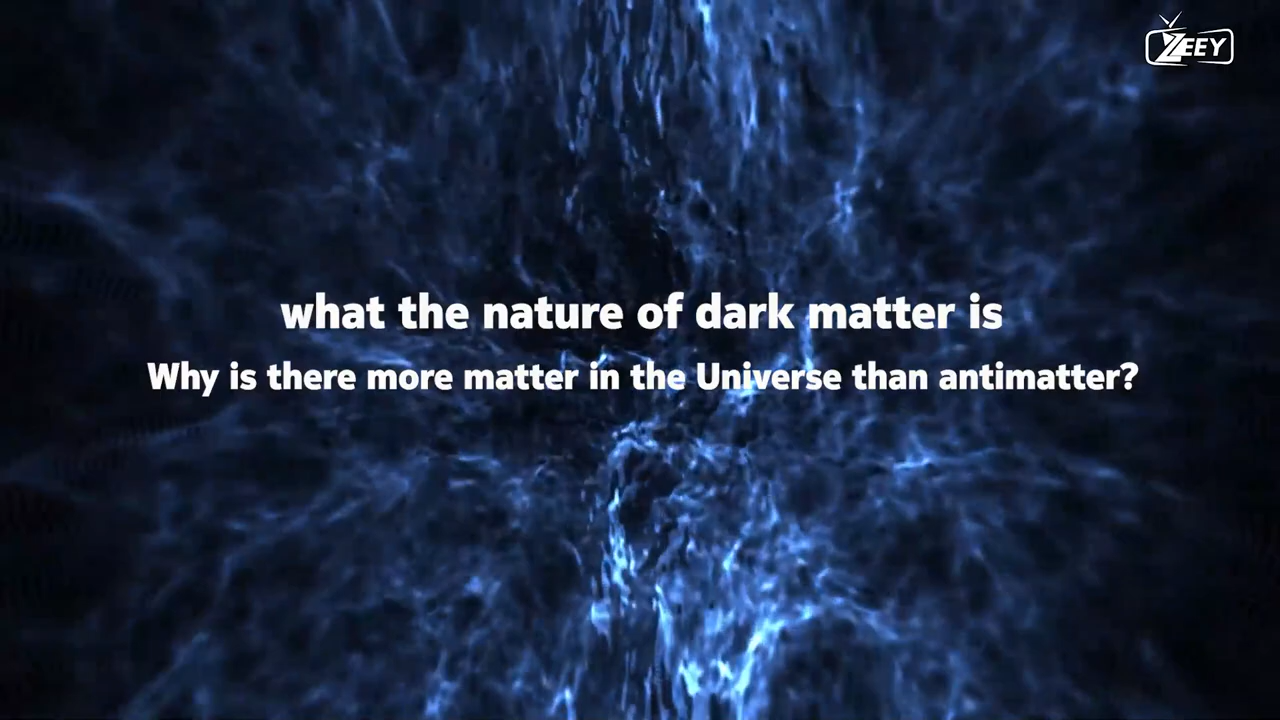 ZEEY
what the nature of dark matter is
Why is there more matter in the Universe than antimatter?